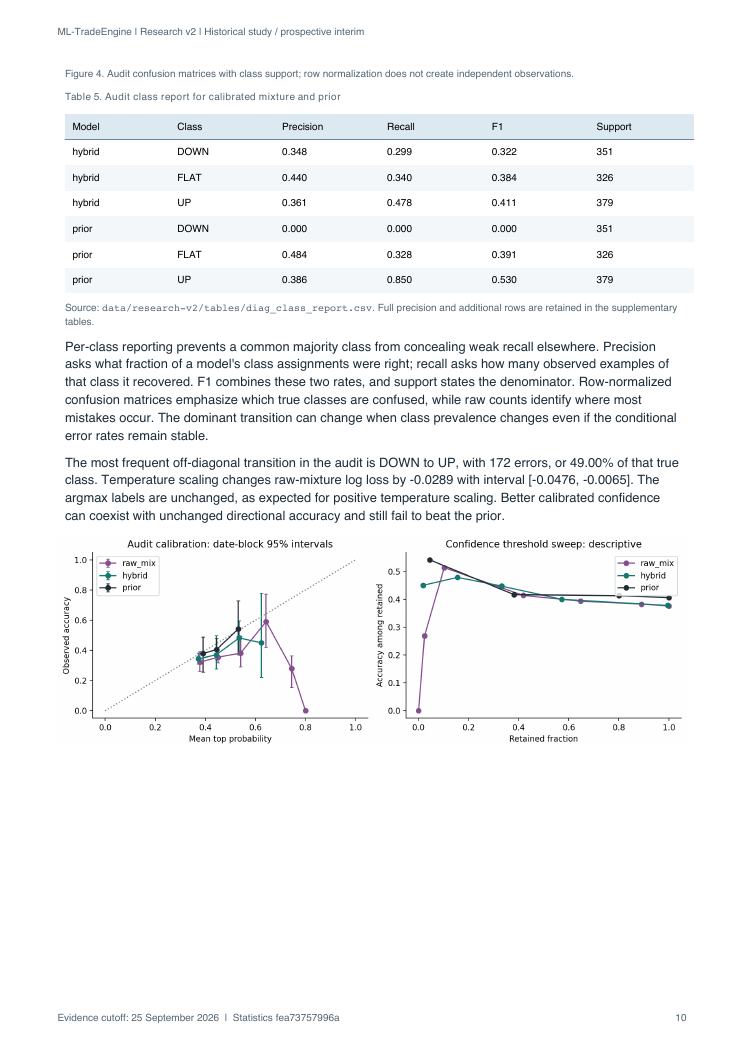 ML-TradeEngine | Research v2 | Historical study / prospective interim
Figure 4. Audit confusion matrices with class support; row normalization does not create independent observations.
Table 5. Audit class report for calibrated mixture and prior
Model Class Precision Recall F1 Support
hybrid DOWN 0.348 0.299 0.322 351
hybrid FLAT 0.440 0.340 0.384 326
hybrid UP 0.361 0.478 0.411 379
prior DOWN 0.000 0.000 0.000 351
prior FLAT 0.484 0.328 0.391 326
prior UP 0.386 0.850 0.530 379
Source: data/research-v2/tables/diag_class_report.csv. Full precision and additional rows are retained in the supplementary
tables.
Per-class reporting prevents a common majority class from concealing weak recall elsewhere. Precision
asks what fraction of a model's class assignments were right; recall asks how many observed examples of
that class it recovered. F1 combines these two rates, and support states the denominator. Row-normalized
confusion matrices emphasize which true classes are confused, while raw counts identify where most
mistakes occur. The dominant transition can change when class prevalence changes even if the conditional
error rates remain stable.
The most frequent off-diagonal transition in the audit is DOWN to UP, with 172 errors, or 49.00% of that true
class. Temperature scaling changes raw-mixture log loss by -0.0289 with interval [-0.0476, -0.0065]. The
argmax labels are unchanged, as expected for positive temperature scaling. Better calibrated confidence
can coexist with unchanged directional accuracy and still fail to beat the prior.
Audit calibration: date-block 95% intervals
raw_mix
hybrid
prior
Observed accuracy
1.0
0.8
0.6
0.4
0.2
0.0
0.0 0.2 0.4 0.6 0.8 1.0
Mean top probability
Confidence threshold sweep: descriptive
raw_mix
hybrid
prior
Accuracy among retained
0.5
0.4
0.3
0.2
0.1
0.0
0.0 0.2 0.4 0.6 0.8 1.0
Retained fraction
Evidence cutoff: 25 September 2026 | Statistics fea73757996a
10